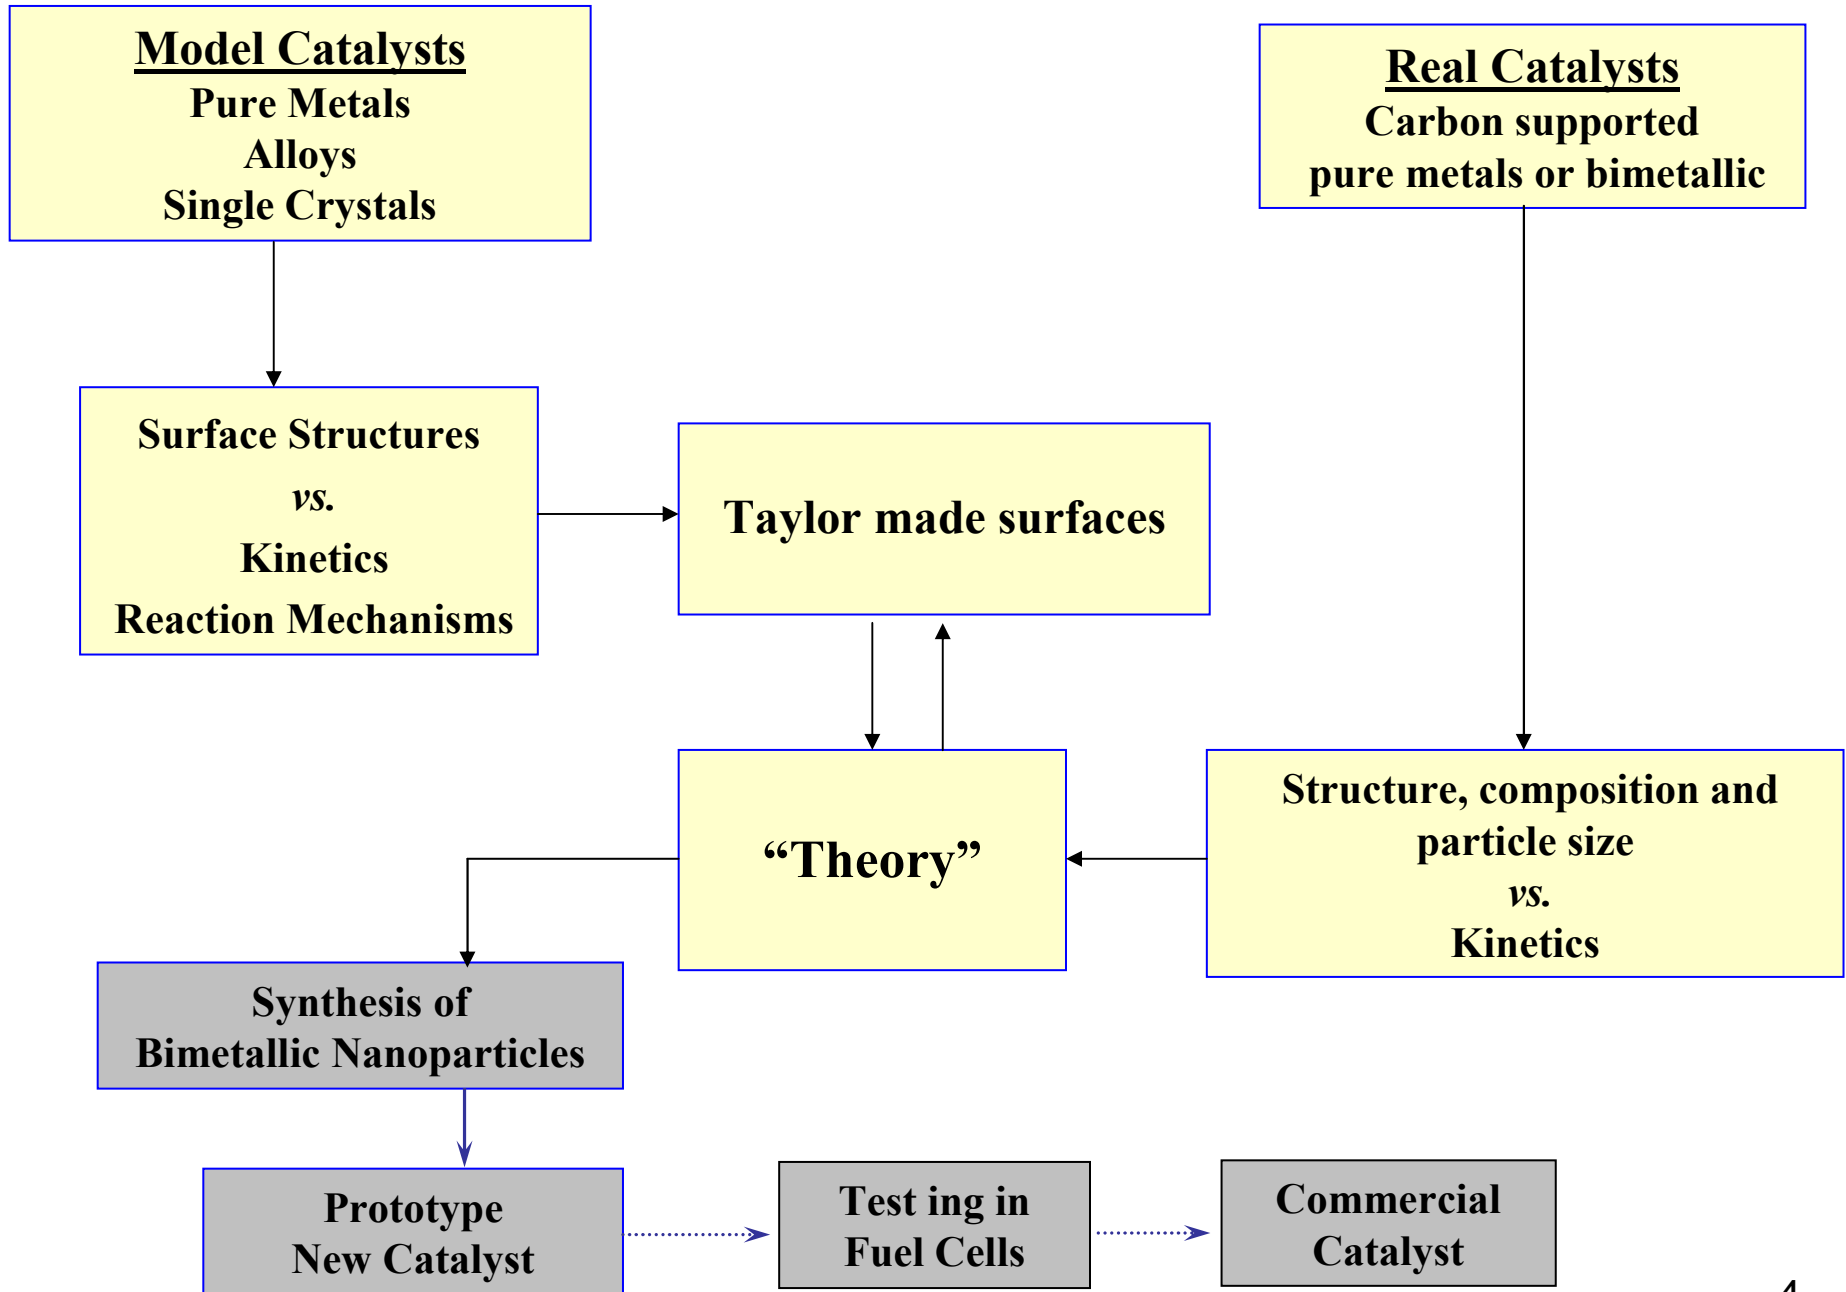 Model Catalysts
Pure Metals
Alloys
Single Crystals
Real Catalysts
Carbon supported
pure metals or bimetallic
Surface Structures
vs.
Kinetics
Reaction Mechanisms
Taylor made surfaces
“Theory”
Structure, composition and
particle size
vs.
Kinetics
Synthesis of
Bimetallic Nanoparticles
Prototype
New Catalyst
Test ing in
Fuel Cells
Commercial
Catalyst
4